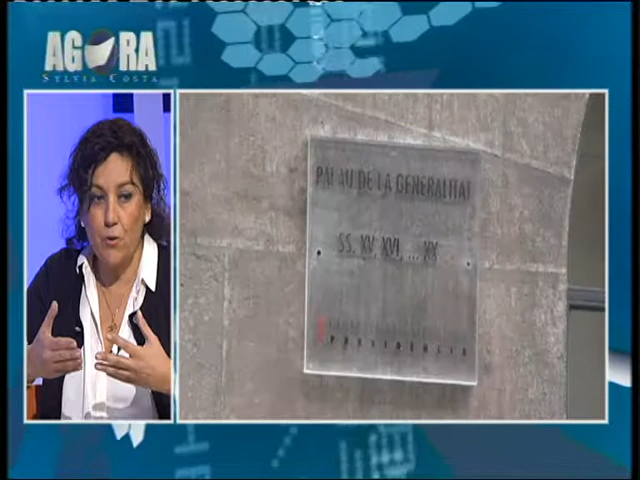 AGORA
SYLVIA COSTA
PALAU DE LA GENERALITAT
SS. XV, XVI, ... XX
PRESIDÈNCIA